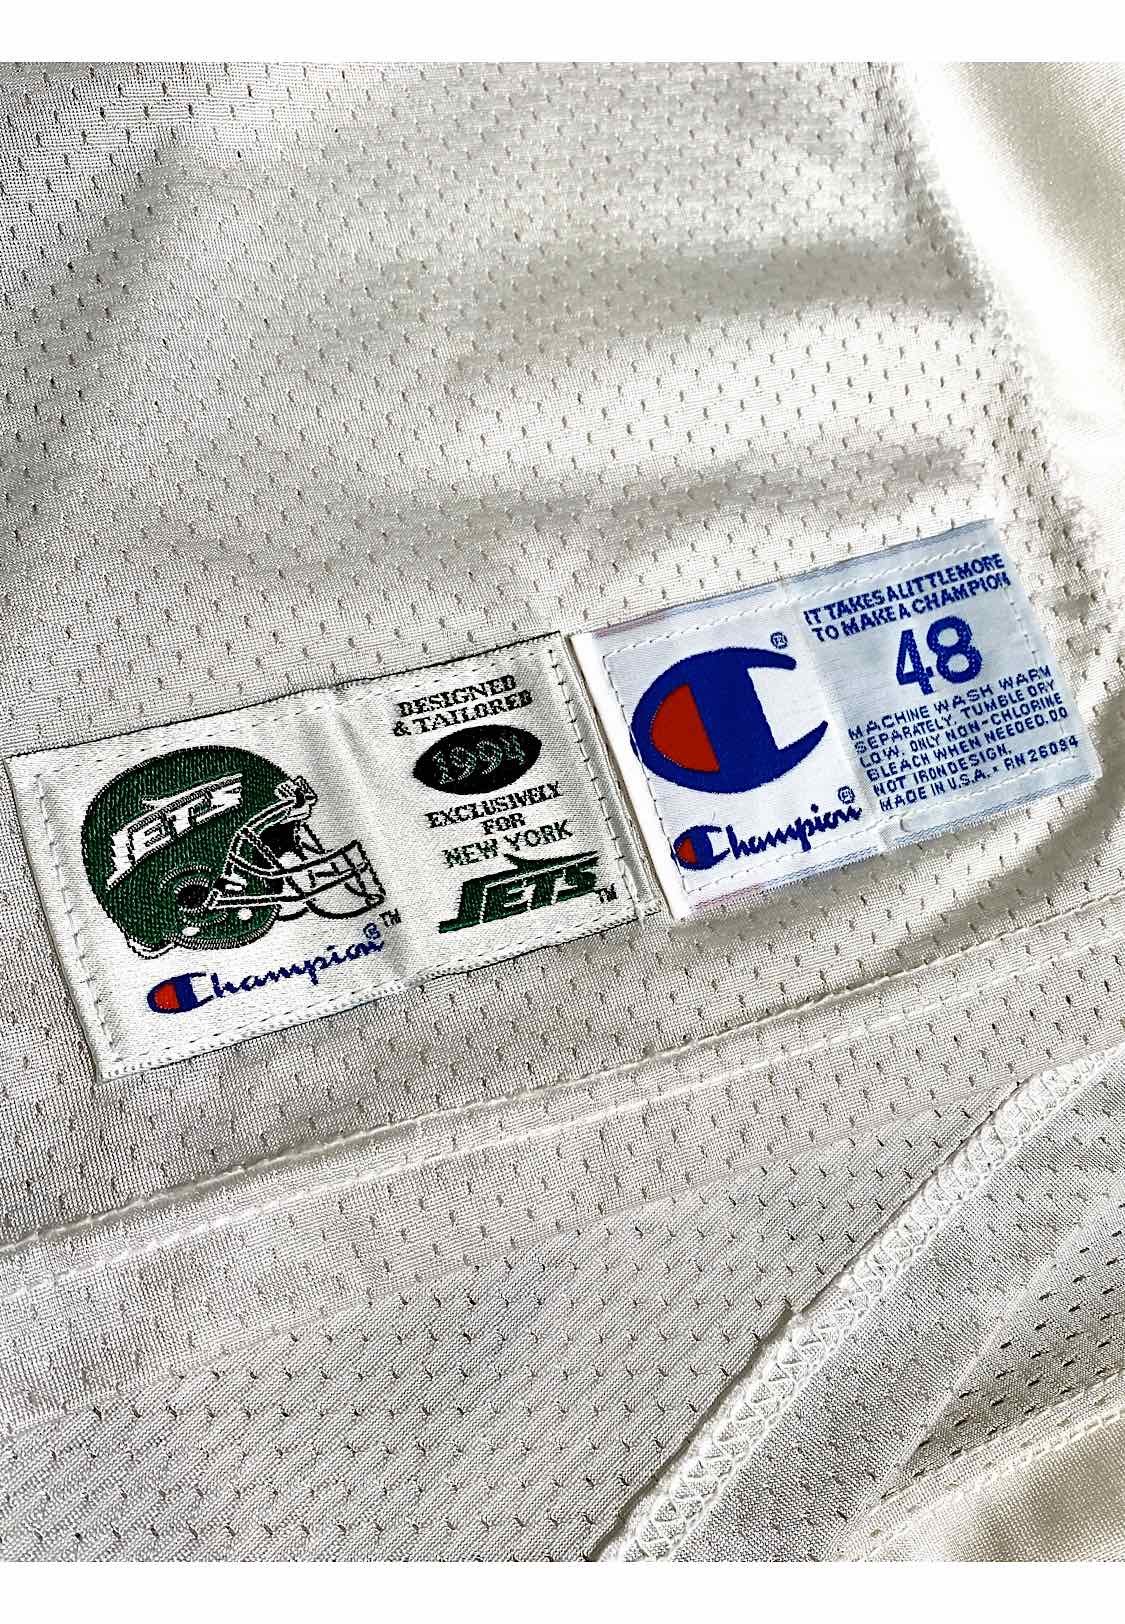 JETS
Champion® TM
DESIGNED
& TAILORED
1994
EXCLUSIVELY
FOR
NEW YORK
JETS TM
®
Champion®
IT TAKES A LITTLE MORE
TO MAKE A CHAMPION
48
MACHINE WASH WARM
SEPARATELY. TUMBLE DRY
LOW. ONLY NON-CHLORINE
BLEACH WHEN NEEDED. DO
NOT IRON DESIGN.
MADE IN U.S.A. * RN 26094